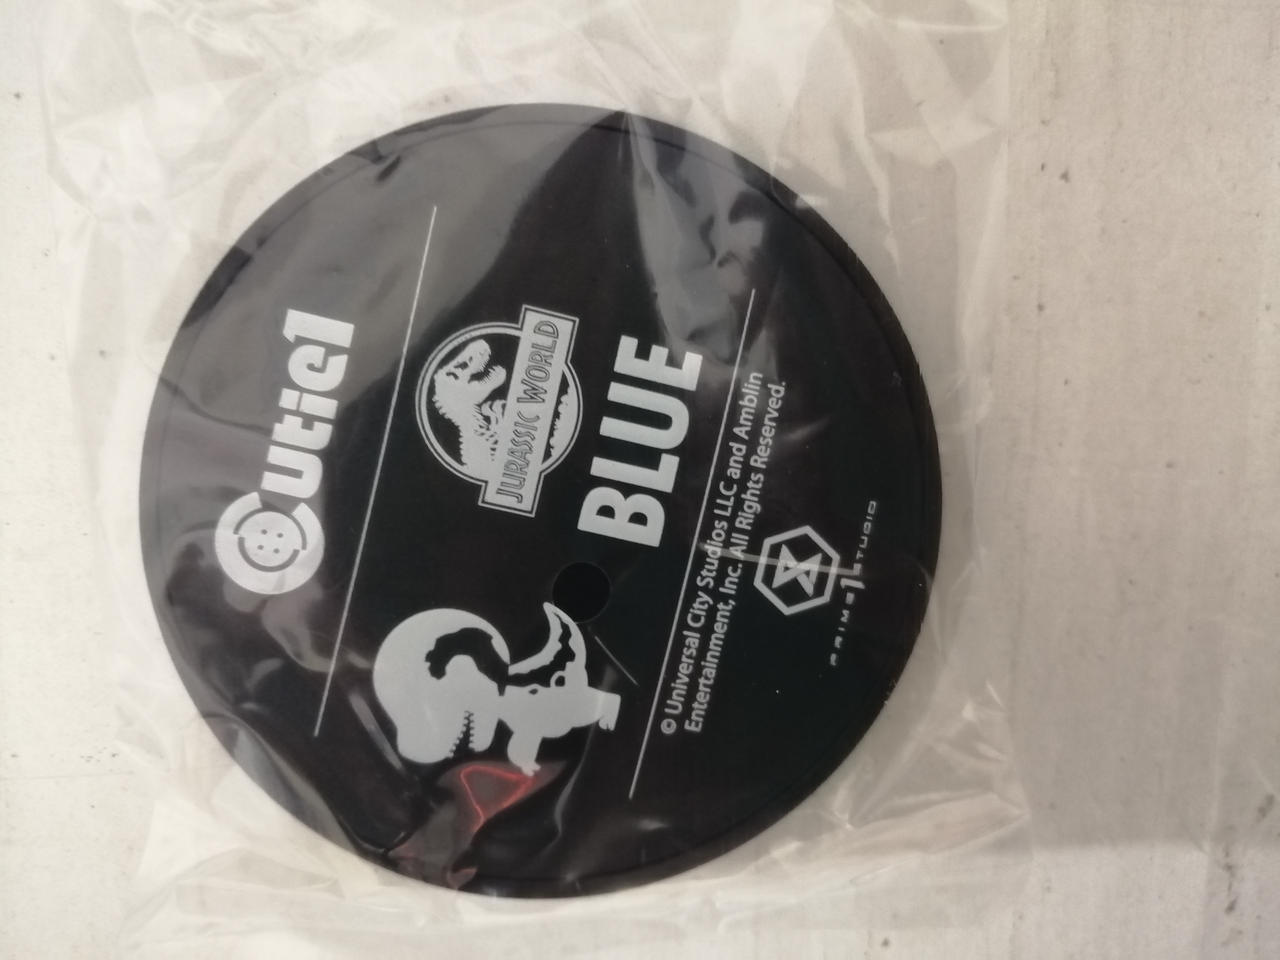 Cutie1
JURASSIC WORLD
BLUE
© Universal City Studios LLC and Amblin
Entertainment, Inc. All Rights Reserved.
PRIME 1 STUDIO